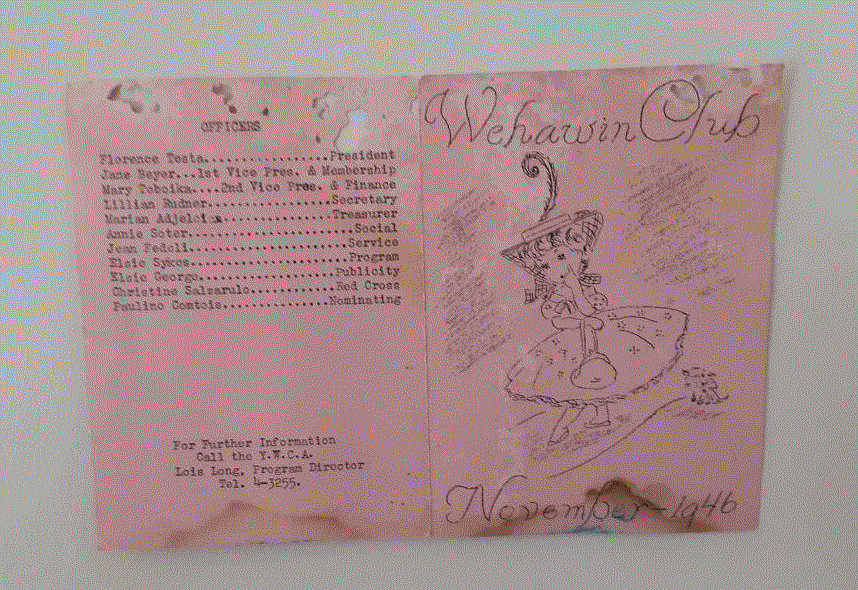 OFFICERS
Florence Testa..................President
Jane Beyer...1st Vice Pres. & Membership
Mary Toboika....2nd Vice Pres. & Finance
Lillian Rudner..................Secretary
Marian ................Treasurer
Annie Soter........................Social
Jean Fedeli.......................Service
Elsie Sykes.......................Program
Elsie George....................Publicity
Christine Salzarulo.............Red Cross
Pauline Comtois................Nominating
For Further Information
Call the Y.W.C.A.
Lois Long, Program Director
Tel. 4-3255.
Wehawin Club
November-1946